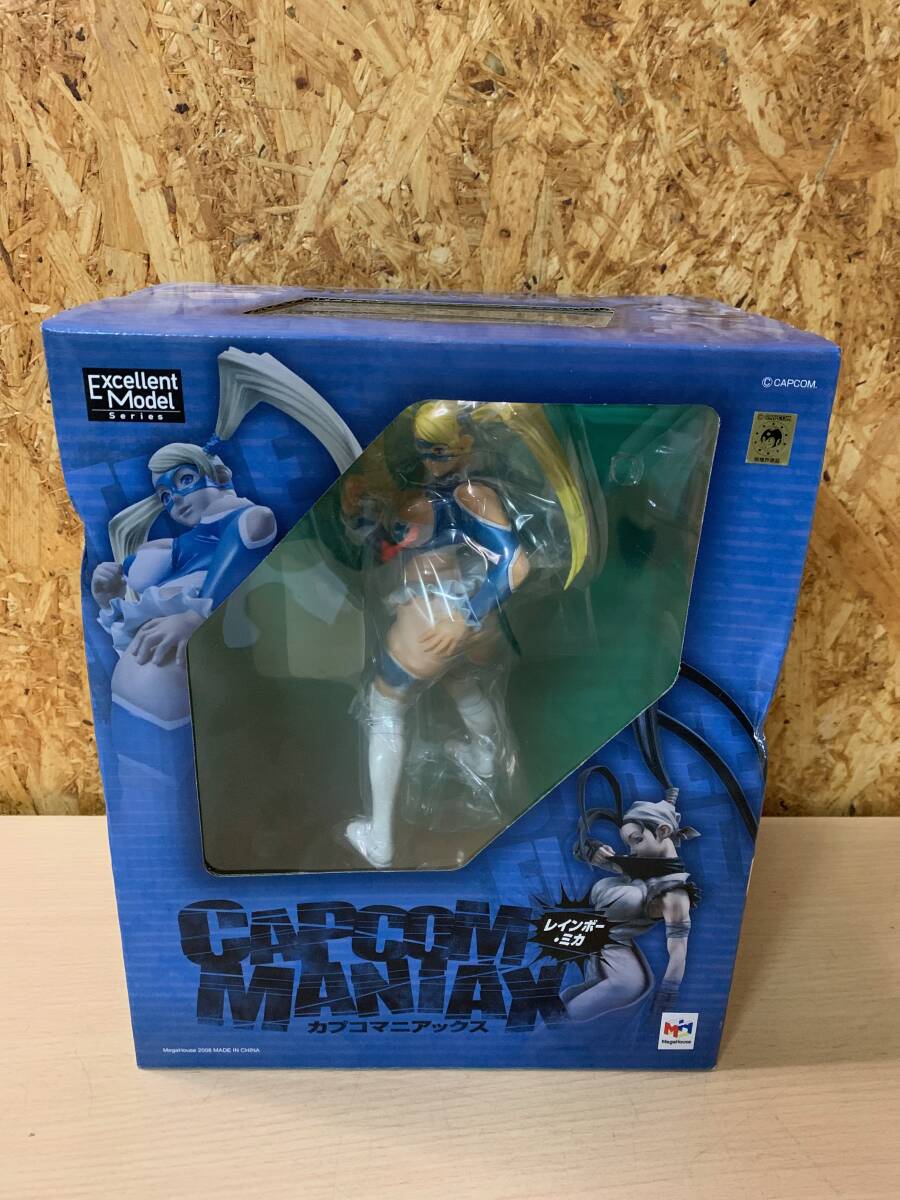 Excellent
Model
Series
©CAPCOM.
©CAPCOM
CAPCOM
MANIAX
レインボー
・ミカ
カプコマニアックス
MegaHouse 2008 MADE IN CHINA
MegaHouse